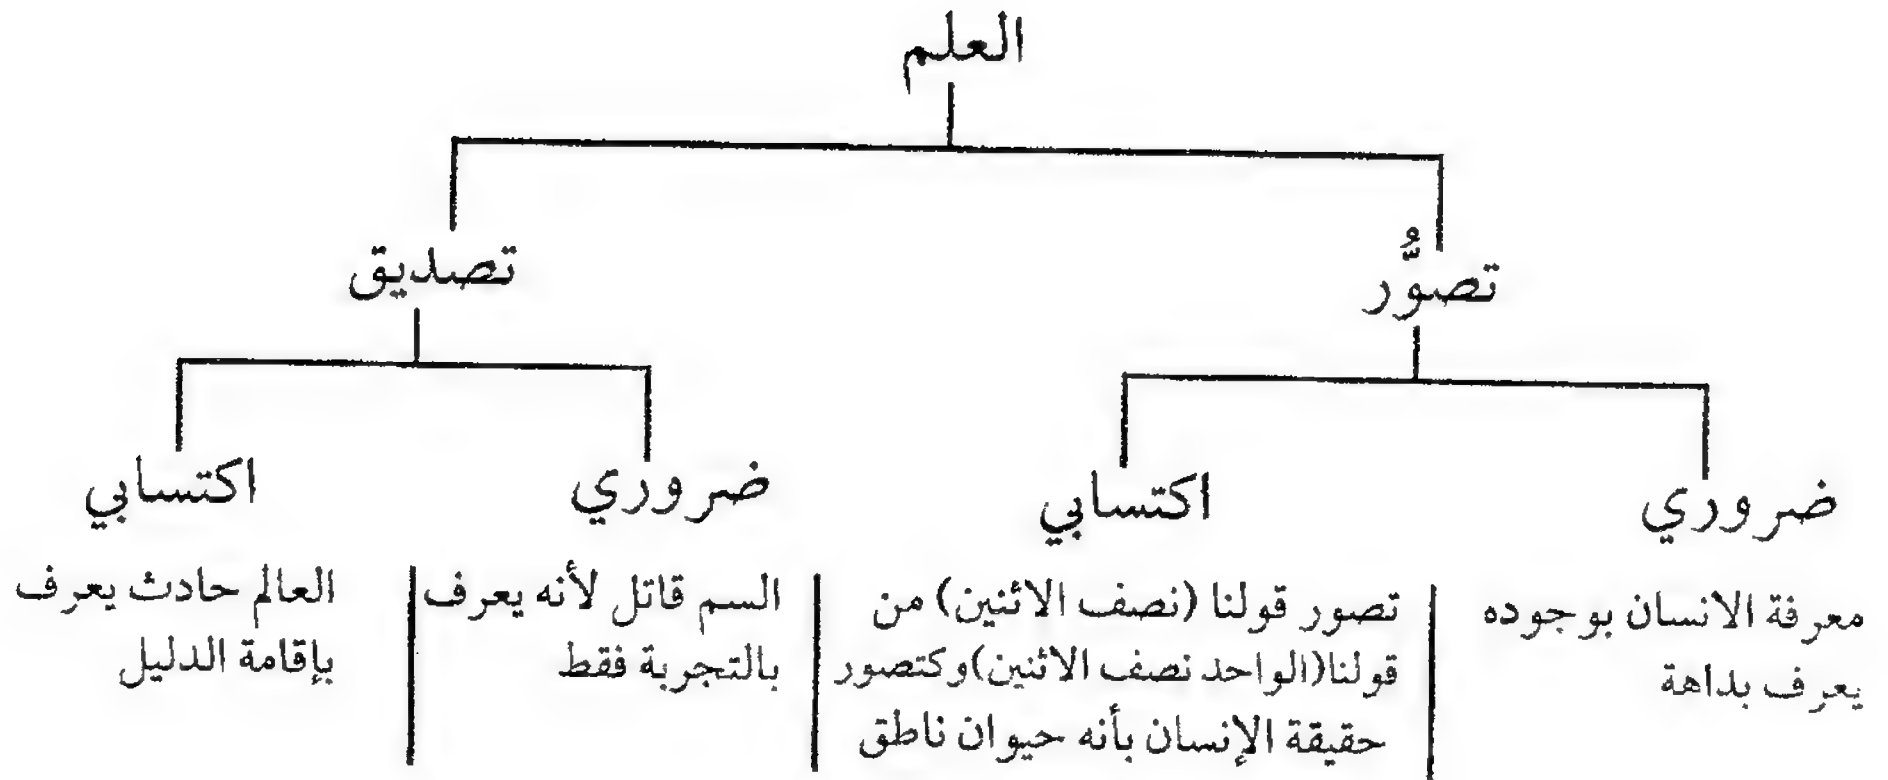 العلم
تصوُّر
تصديق
ضروري
اكتسابي
ضروري
اكتسابي
معرفة الانسان بوجوده
يعرف بداهة
تصور قولنا (نصف الاثنين) من
قولنا (الواحد نصف الاثنين) وكتصور
حقيقة الإنسان بأنه حيوان ناطق
السم قاتل لأنه يعرف
بالتجربة فقط
العالم حادث يعرف
بإقامة الدليل